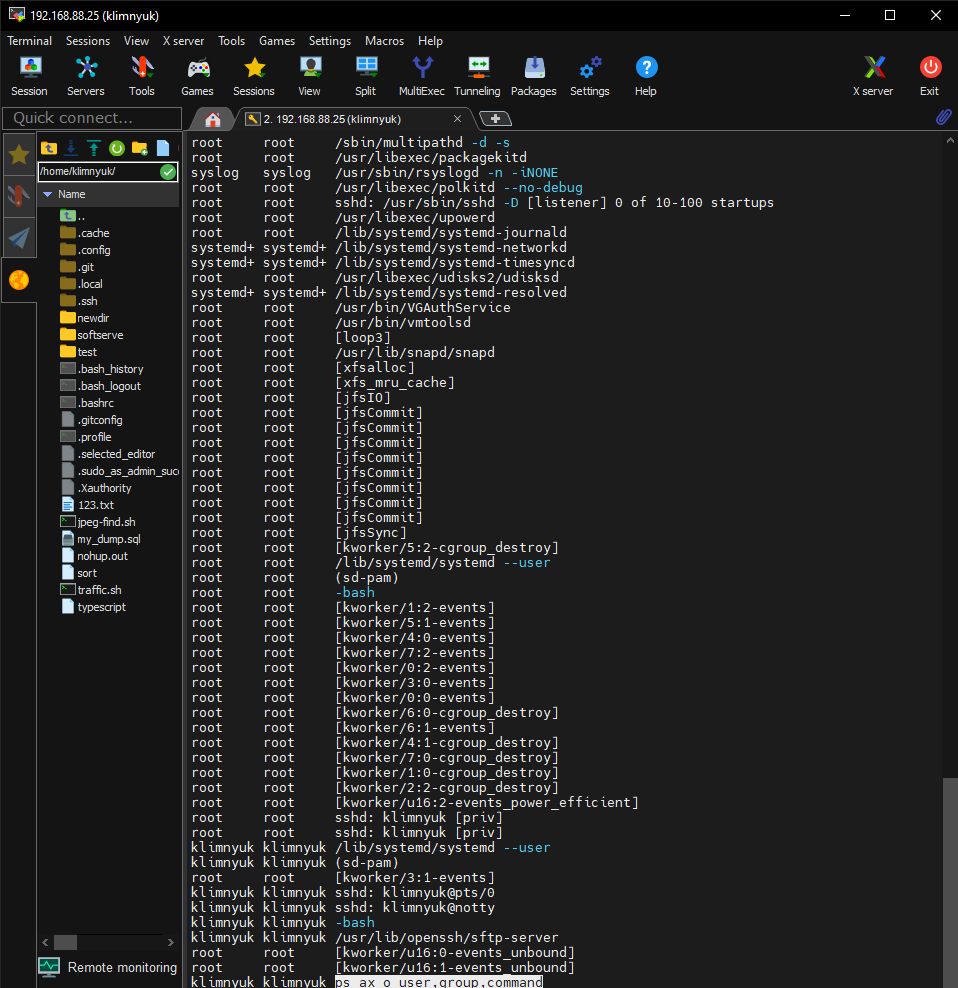 192.168.88.25 (klimnyuk)
Terminal Sessions View X server Tools Games Settings Macros Help
Session Servers Tools Games Sessions View Split MultiExec Tunneling Packages Settings Help X server Exit
Quick connect...
2. 192.168.88.25 (klimnyuk)
/home/klimnyuk/
Name
..
.cache
.config
.git
.local
.ssh
newdir
softserve
test
.bash_history
.bash_logout
.bashrc
.gitconfig
.profile
.selected_editor
.sudo_as_admin_suc
.Xauthority
123.txt
jpeg-find.sh
my_dump.sql
nohup.out
sort
traffic.sh
typescript
Remote monitoring
root root /sbin/multipathd -d -s
root root /usr/libexec/packagekitd
syslog syslog /usr/sbin/rsyslogd -n -iNONE
root root /usr/libexec/polkitd --no-debug
root root sshd: /usr/sbin/sshd -D [listener] 0 of 10-100 startups
root root /usr/libexec/upowerd
root root /lib/systemd/systemd-journald
systemd+ systemd+ /lib/systemd/systemd-networkd
systemd+ systemd+ /lib/systemd/systemd-timesyncd
root root /usr/libexec/udisks2/udisksd
systemd+ systemd+ /lib/systemd/systemd-resolved
root root /usr/bin/VGAuthService
root root /usr/bin/vmtoolsd
root root [loop3]
root root /usr/lib/snapd/snapd
root root [xfsalloc]
root root [xfs_mru_cache]
root root [jfsIO]
root root [jfsCommit]
root root [jfsCommit]
root root [jfsCommit]
root root [jfsCommit]
root root [jfsCommit]
root root [jfsCommit]
root root [jfsCommit]
root root [jfsCommit]
root root [jfsSync]
root root [kworker/5:2-cgroup_destroy]
root root /lib/systemd/systemd --user
root root (sd-pam)
root root -bash
root root [kworker/1:2-events]
root root [kworker/5:1-events]
root root [kworker/4:0-events]
root root [kworker/7:2-events]
root root [kworker/0:2-events]
root root [kworker/3:0-events]
root root [kworker/0:0-events]
root root [kworker/6:0-cgroup_destroy]
root root [kworker/6:1-events]
root root [kworker/4:1-cgroup_destroy]
root root [kworker/7:0-cgroup_destroy]
root root [kworker/1:0-cgroup_destroy]
root root [kworker/2:2-cgroup_destroy]
root root [kworker/u16:2-events_power_efficient]
root root sshd: klimnyuk [priv]
root root sshd: klimnyuk [priv]
klimnyuk klimnyuk /lib/systemd/systemd --user
klimnyuk klimnyuk (sd-pam)
root root [kworker/3:1-events]
klimnyuk klimnyuk sshd: klimnyuk@pts/0
klimnyuk klimnyuk sshd: klimnyuk@notty
klimnyuk klimnyuk -bash
klimnyuk klimnyuk /usr/lib/openssh/sftp-server
root root [kworker/u16:0-events_unbound]
root root [kworker/u16:1-events_unbound]
klimnyuk klimnyuk ps ax o user,group,command